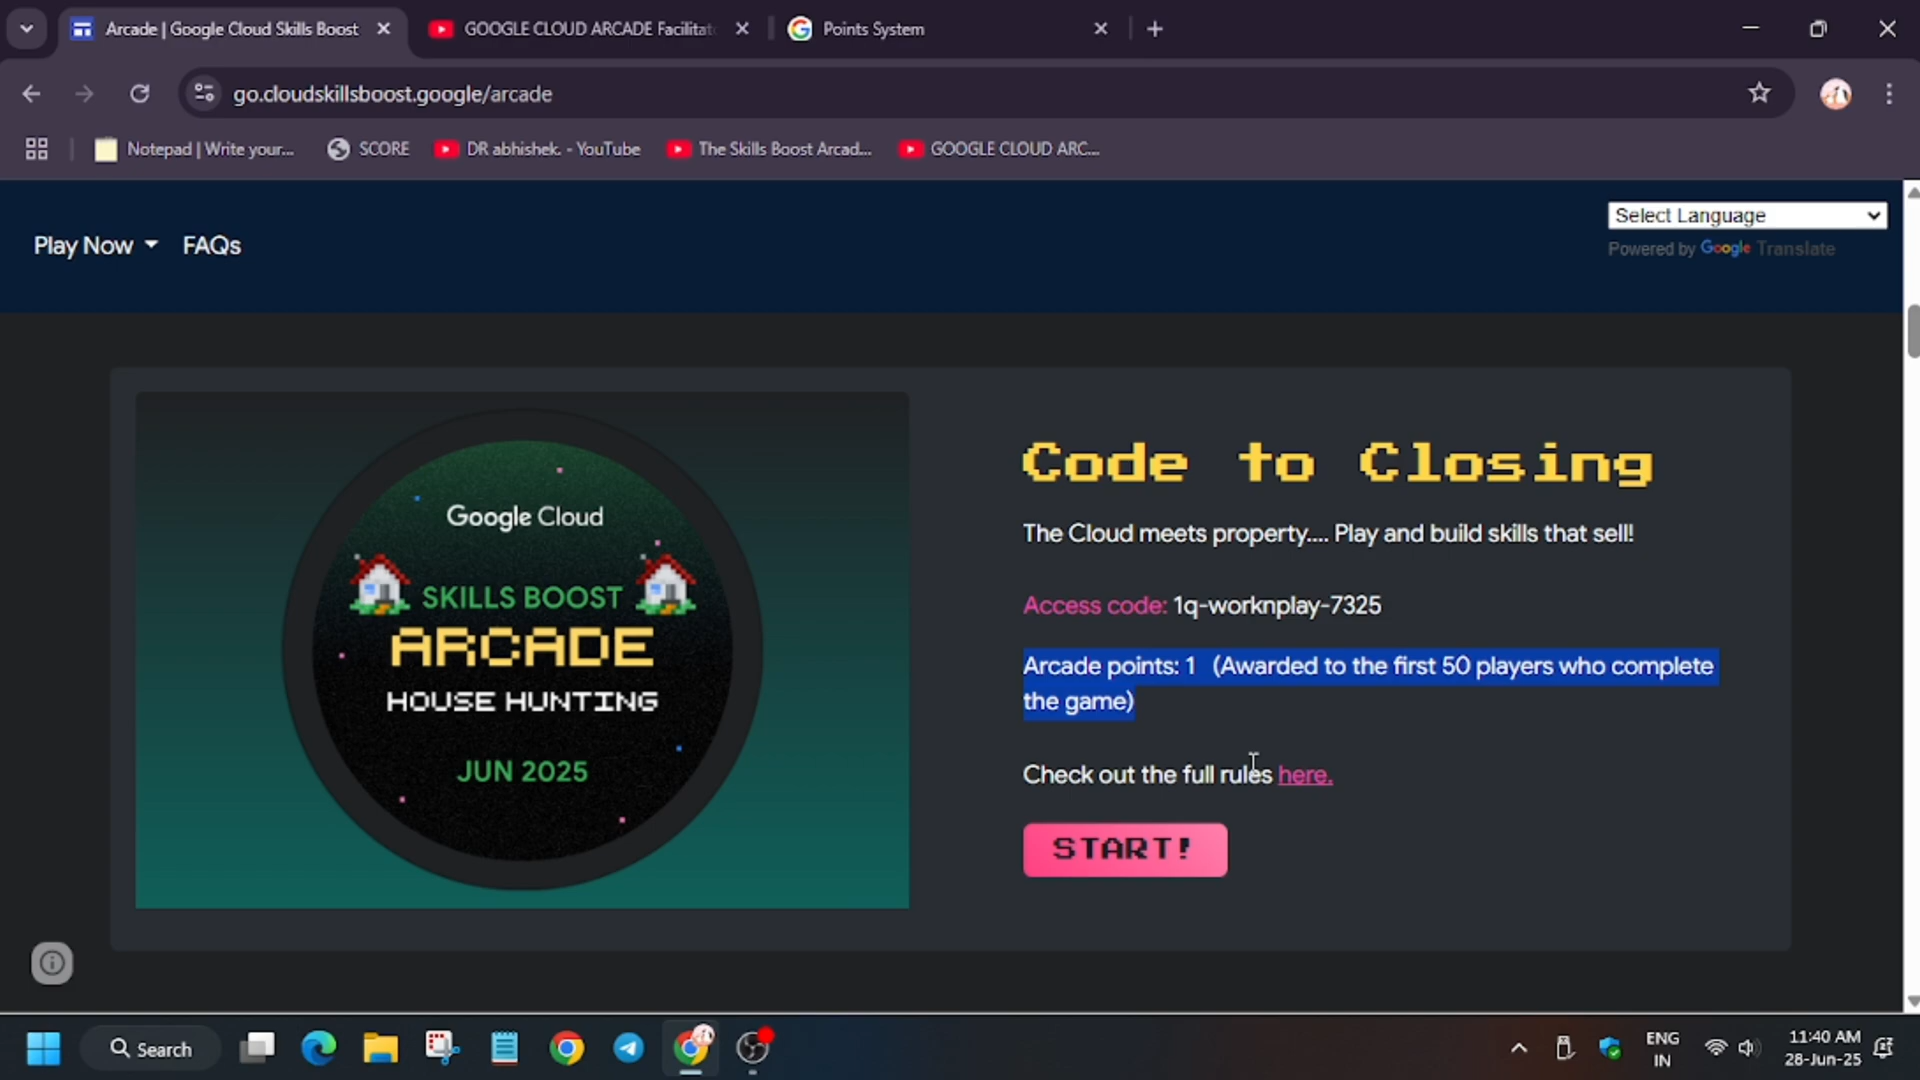 Arcade | Google Cloud Skills Boost
GOOGLE CLOUD ARCADE Facilitat
Points System
go.cloudskillsboost.google/arcade
Notepad | Write your...
SCORE
DR abhishek. - YouTube
The Skills Boost Arcad...
GOOGLE CLOUD ARC...
Play Now
FAQs
Select Language
Powered by Google Translate
Google Cloud
SKILLS BOOST
ARCADE
HOUSE HUNTING
JUN 2025
Code to Closing
The Cloud meets property.... Play and build skills that sell!
Access code: 1q-worknplay-7325
Arcade points: 1 (Awarded to the first 50 players who complete
the game)
Check out the full rules here.
START!
Search
ENG
IN
11:40 AM
28-Jun-25